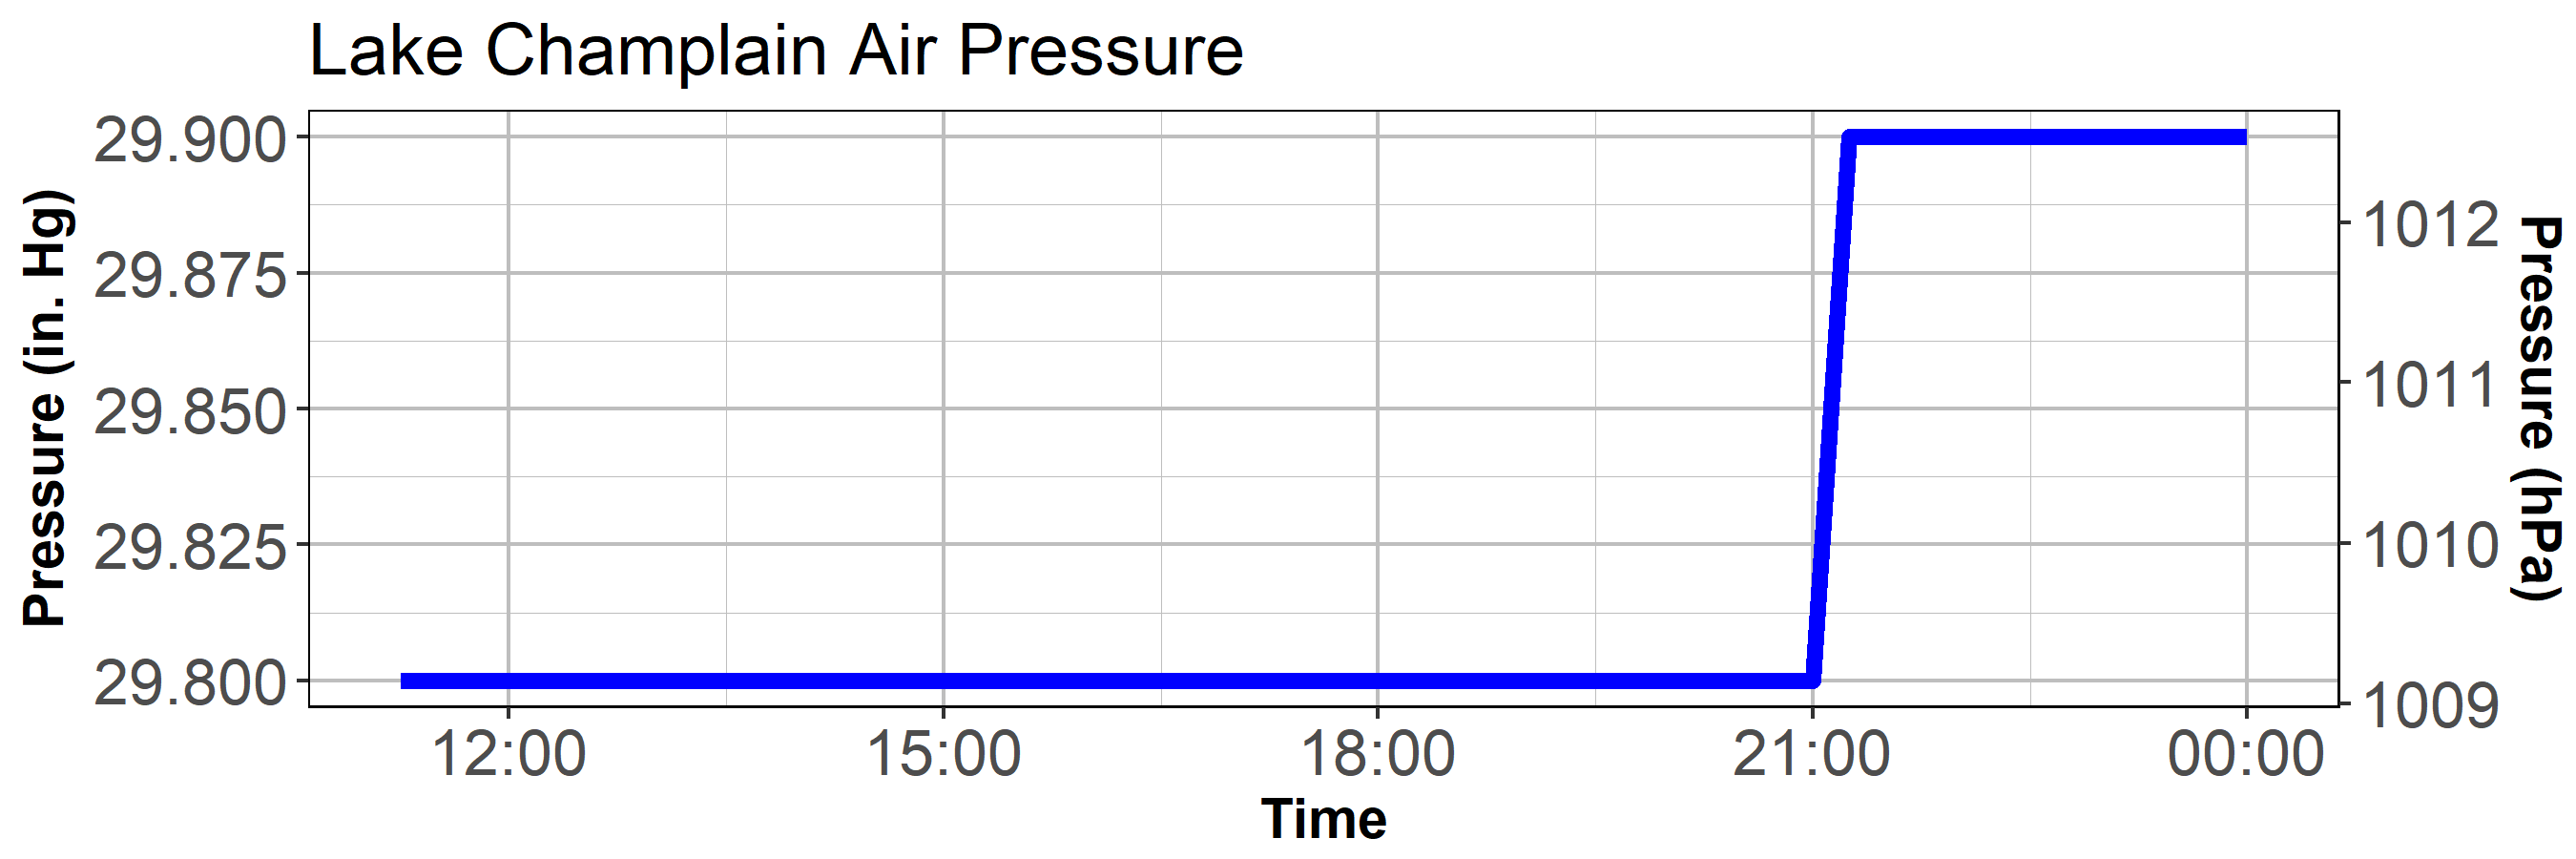 Lake Champlain Air Pressure
29.900
29.875
29.850
29.825
29.800
Pressure (in. Hg)
1012
1011
1010
1009
Pressure (hPa)
12:00 15:00 18:00 21:00 00:00
Time